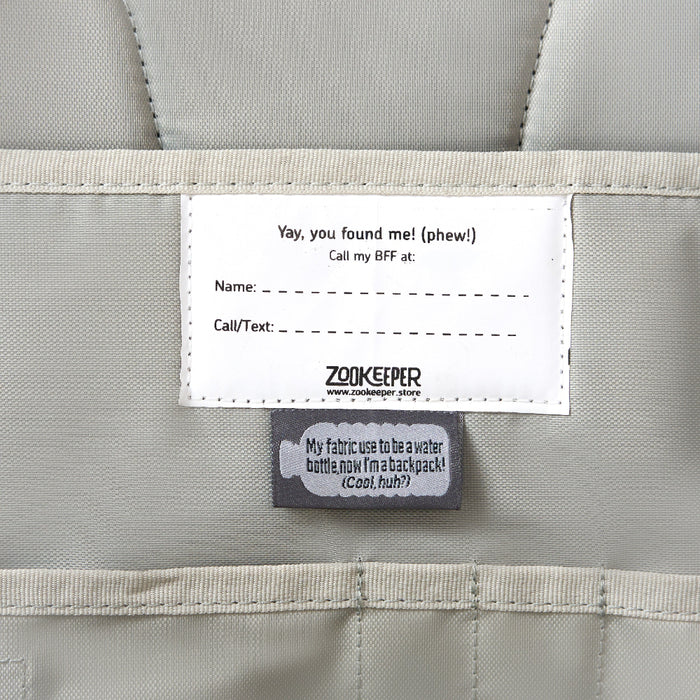 Yay, you found me! (phew!)
Call my BFF at:
Name: _ _ _ _ _ _ _ _ _ _ _ _ _ _ _ _ _ _ _ _ _ _
Call/Text: _ _ _ _ _ _ _ _ _ _ _ _ _ _ _ _ _ _ _ _
ZOOKEEPER
www.zookeeper.store
My fabric use to be a water
bottle, now I'm a backpack!
(Cool, huh?)